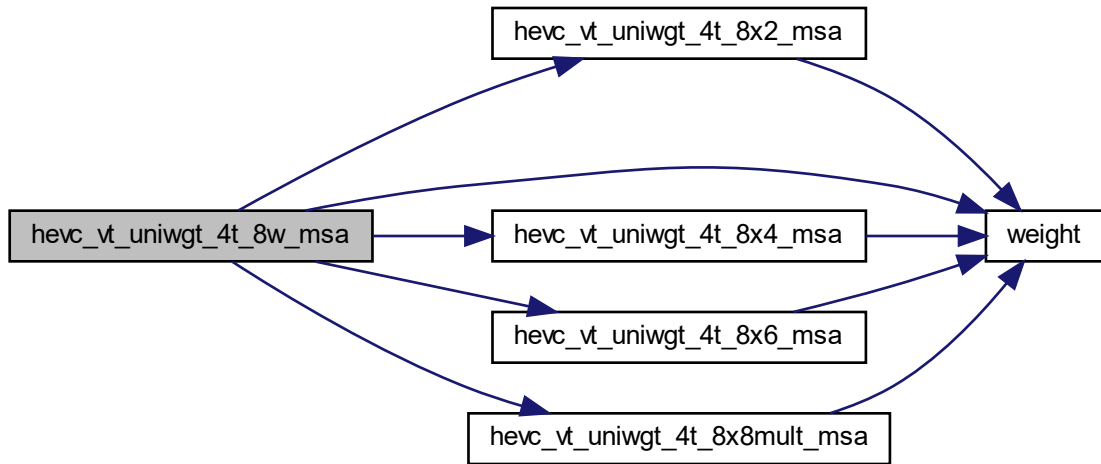 hevc_vt_uniwgt_4t_8x2_msa
hevc_vt_uniwgt_4t_8w_msa
hevc_vt_uniwgt_4t_8x4_msa
weight
hevc_vt_uniwgt_4t_8x6_msa
hevc_vt_uniwgt_4t_8x8mult_msa